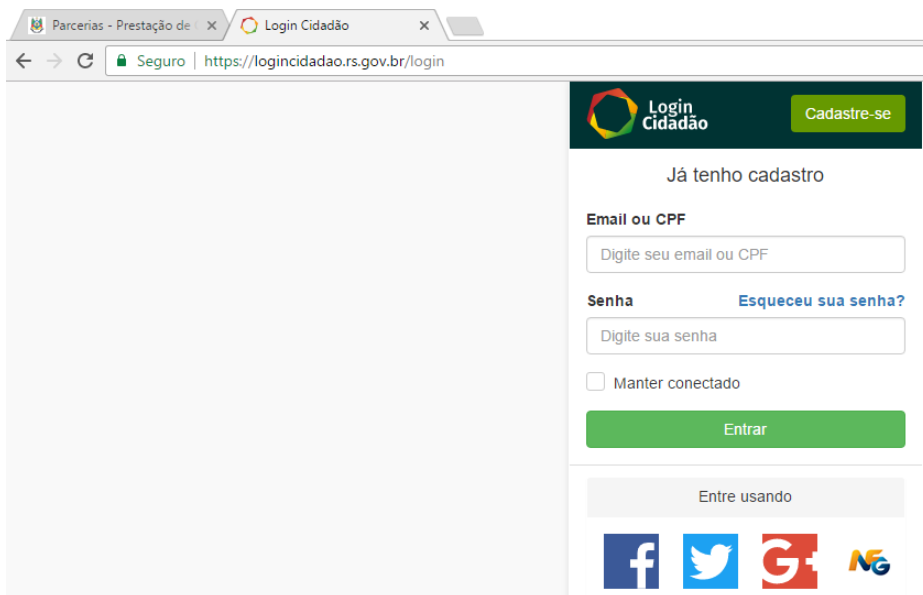 Parcerias - Prestação de
Login Cidadão
Seguro | https://logincidadao.rs.gov.br/login
Login
Cidadão
Cadastre-se
Já tenho cadastro
Email ou CPF
Digite seu email ou CPF
Senha
Esqueceu sua senha?
Digite sua senha
Manter conectado
Entrar
Entre usando
f
G+
NFG